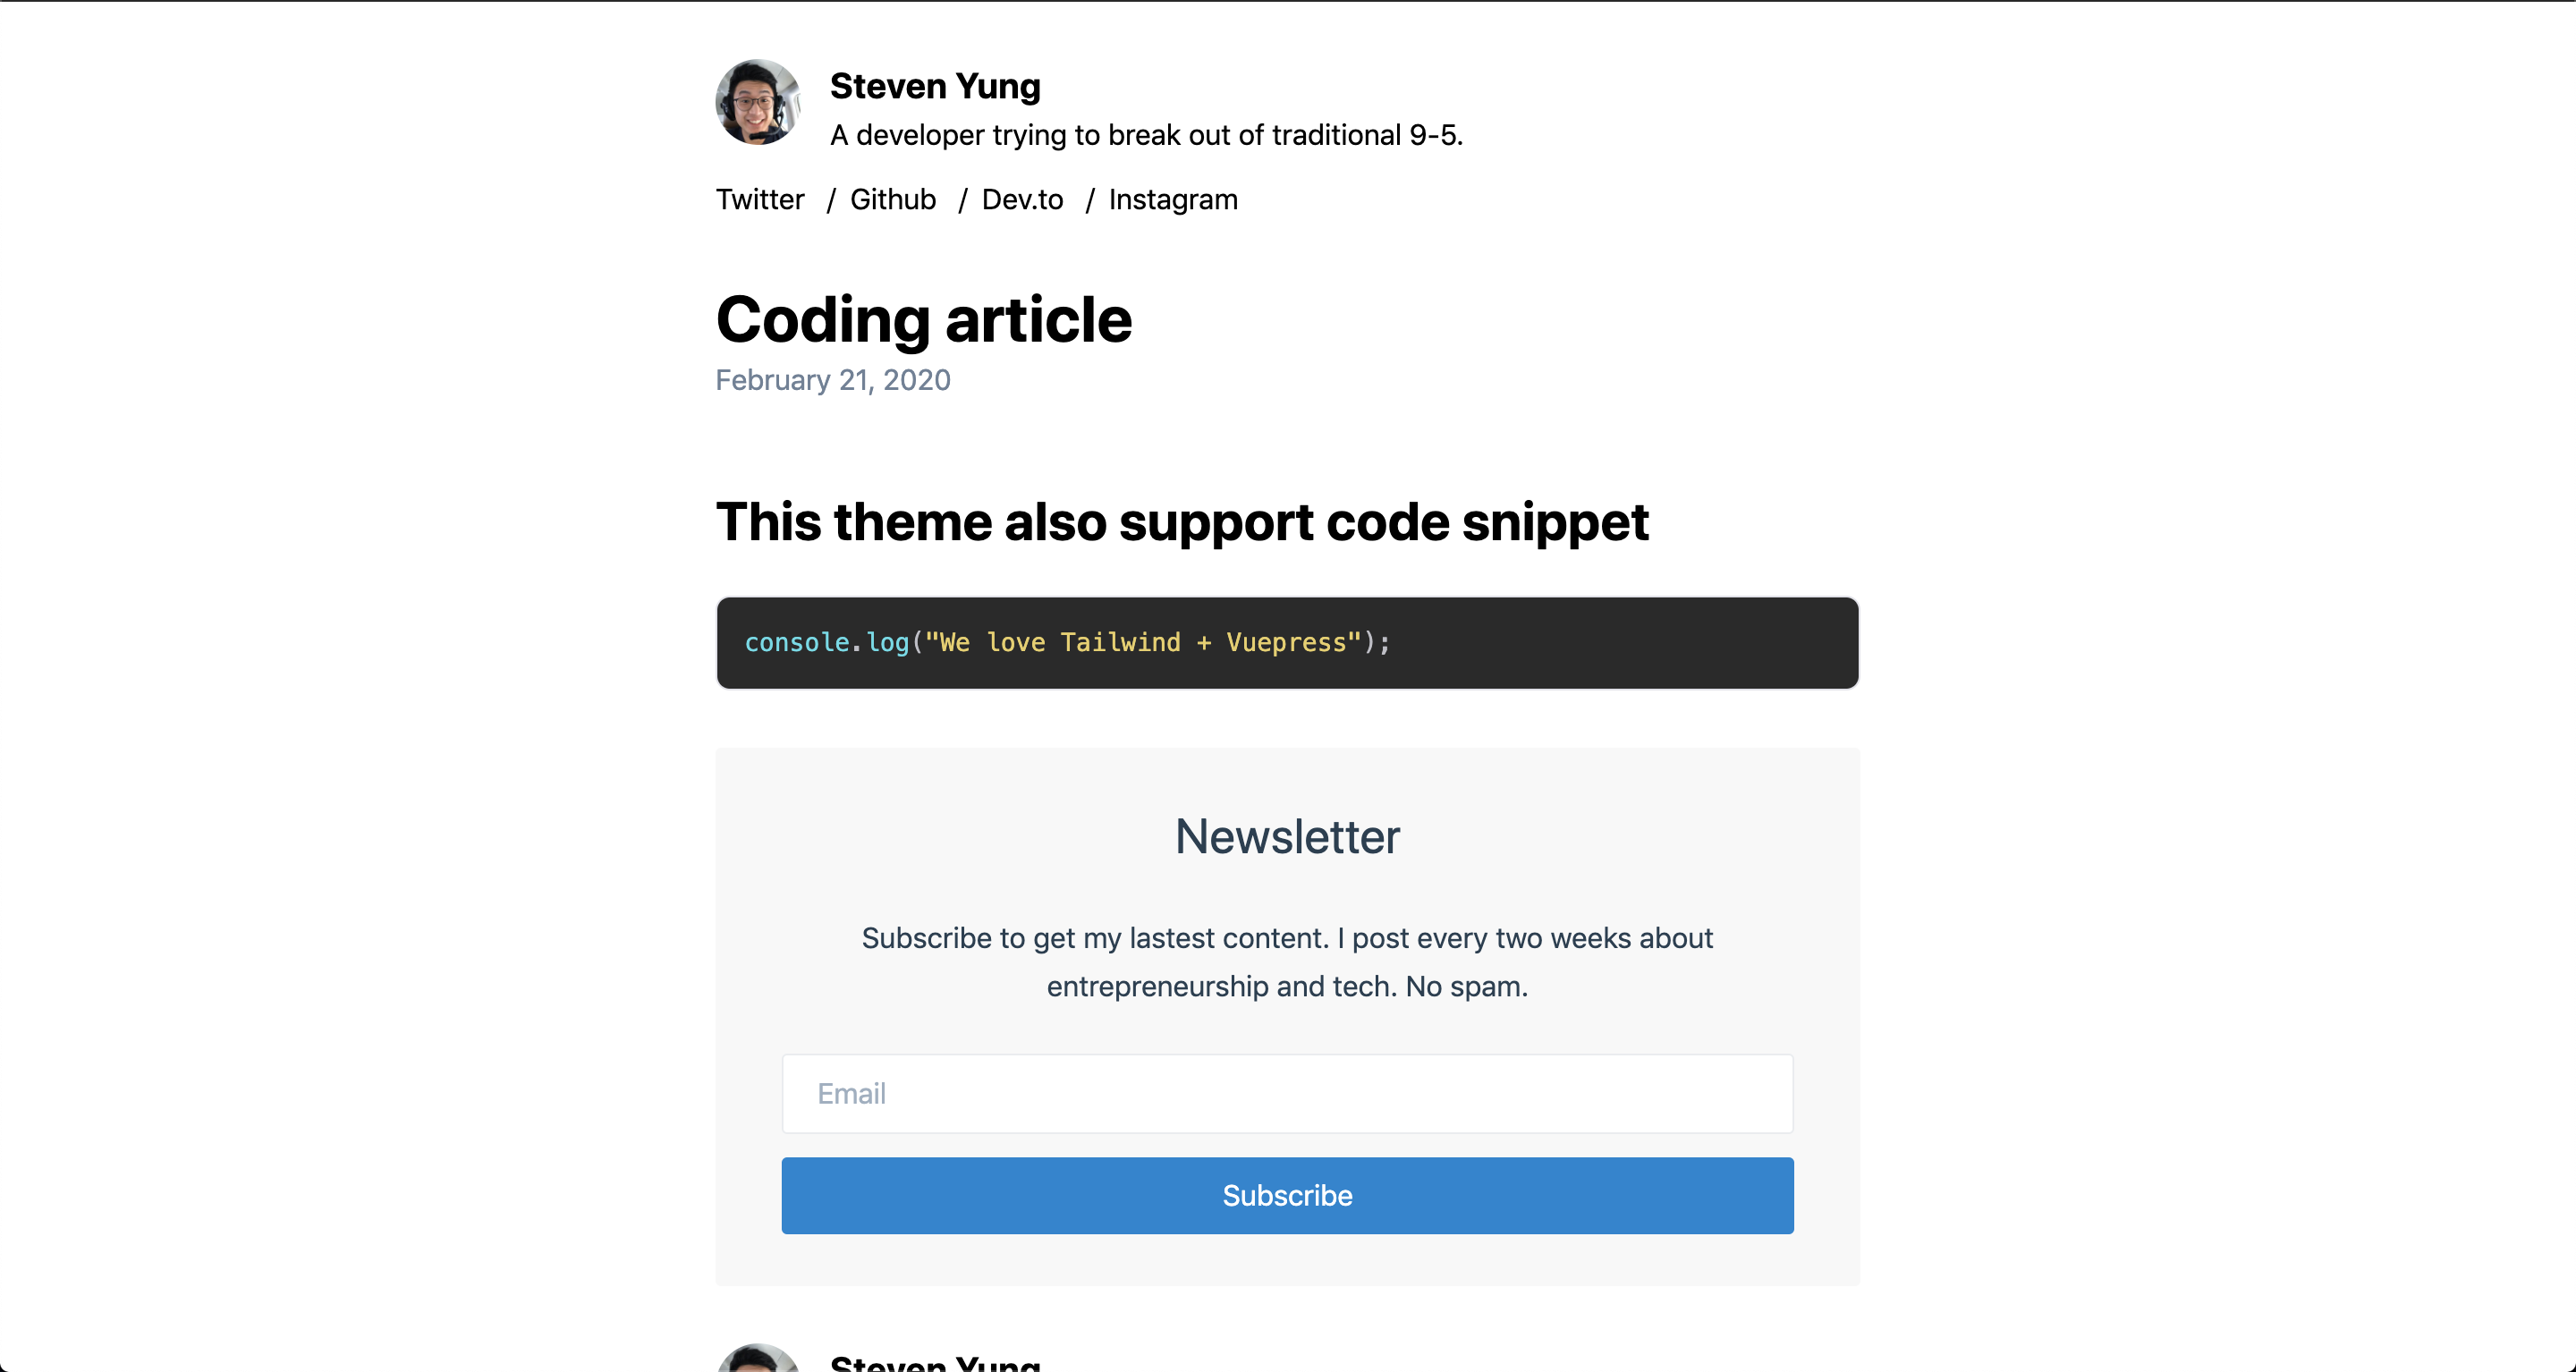 Steven Yung
A developer trying to break out of traditional 9-5.
Twitter / Github / Dev.to / Instagram
Coding article
February 21, 2020
This theme also support code snippet
console.log("We love Tailwind + Vuepress");
Newsletter
Subscribe to get my lastest content. I post every two weeks about
entrepreneurship and tech. No spam.
Email
Subscribe
Steven Yung